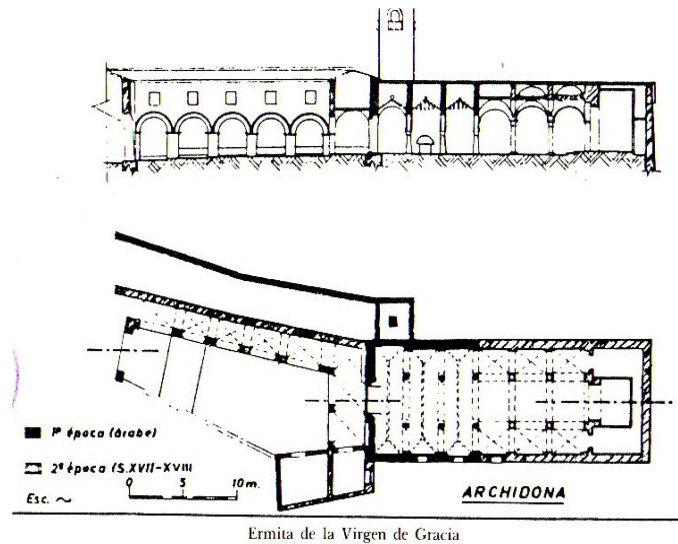 1ª época (árabe)
2ª época (S.XVII-XVIII
0 5 10 m.
Esc. ~
ARCHIDONA
Ermita de la Virgen de Gracia